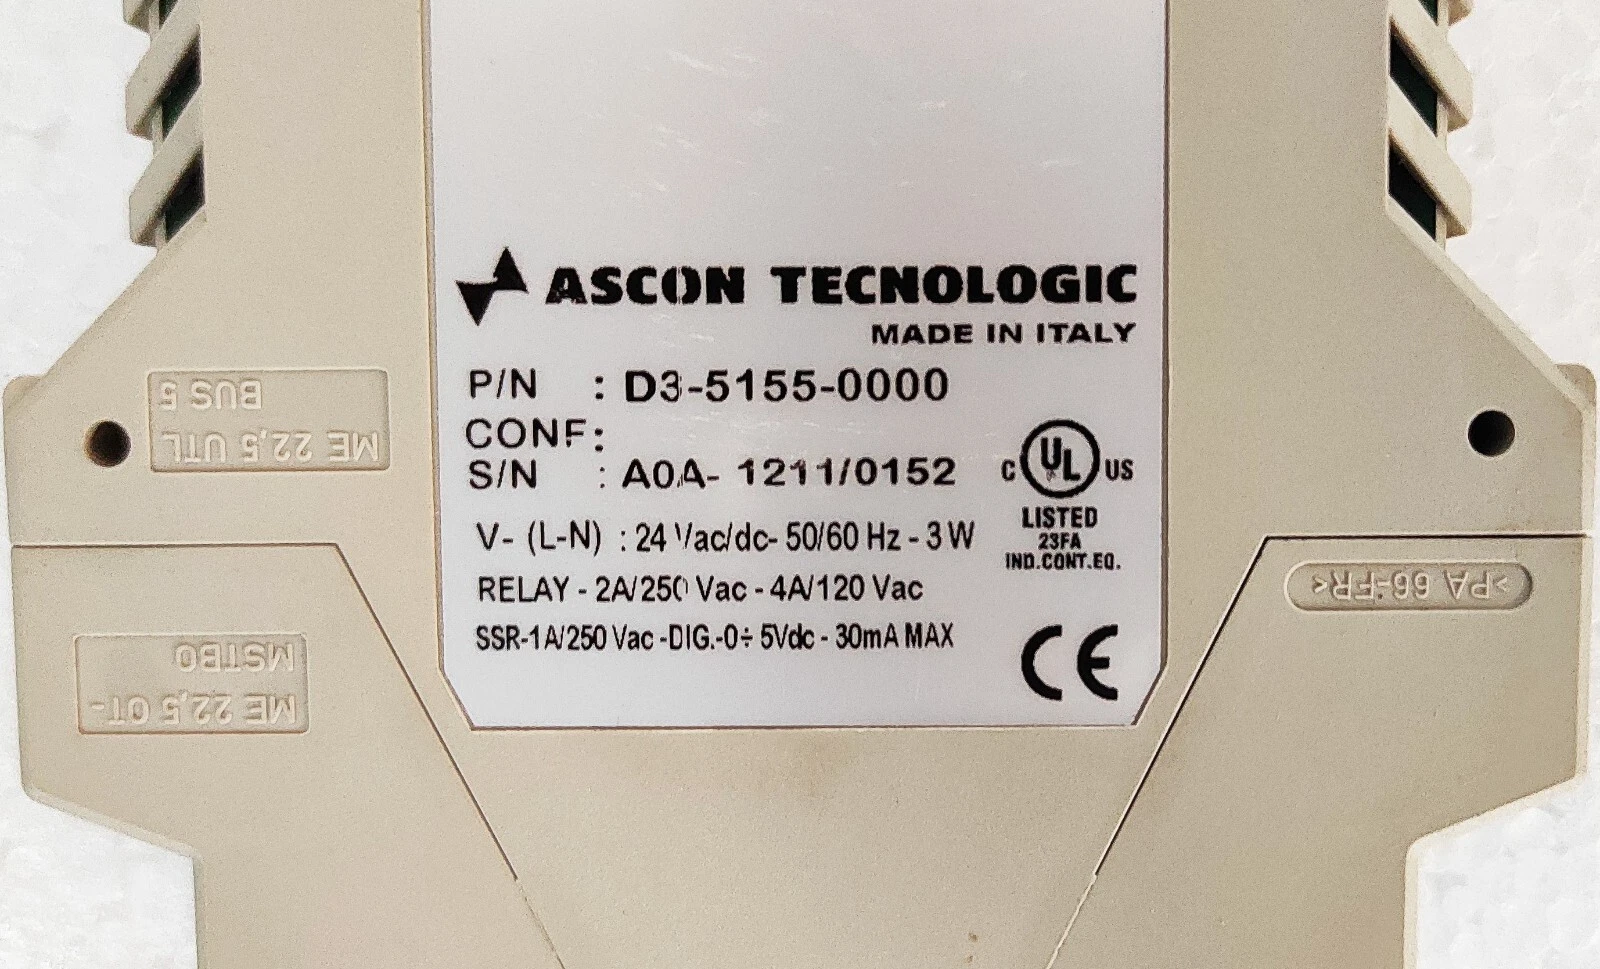 ASCON TECNOLOGIC
MADE IN ITALY
P/N : D3-5155-0000
CONF:
S/N : A0A- 1211/0152
C UL US
LISTED
23FA
IND.CONT.EQ.
V- (L-N) : 24 Vac/dc- 50/60 Hz - 3 W
RELAY - 2A/250 Vac - 4A/120 Vac
SSR-1A/250 Vac -DIG.-0÷ 5Vdc - 30mA MAX
CE
ME 22,5 UTL
BUS 5
ME 22,5 OT-
MSTBO
>PA 66-FR<